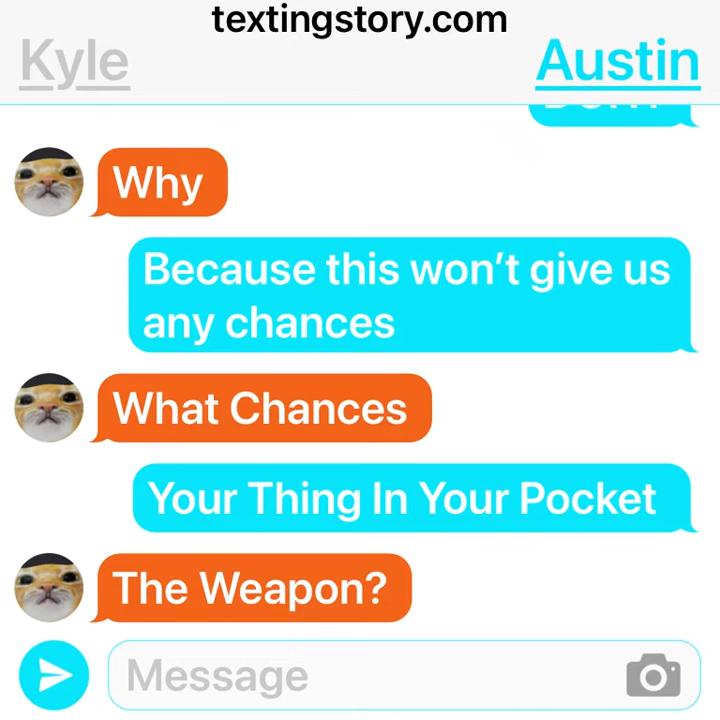 textingstory.com
Kyle
Austin
Why
Because this won’t give us
any chances
What Chances
Your Thing In Your Pocket
The Weapon?
Message